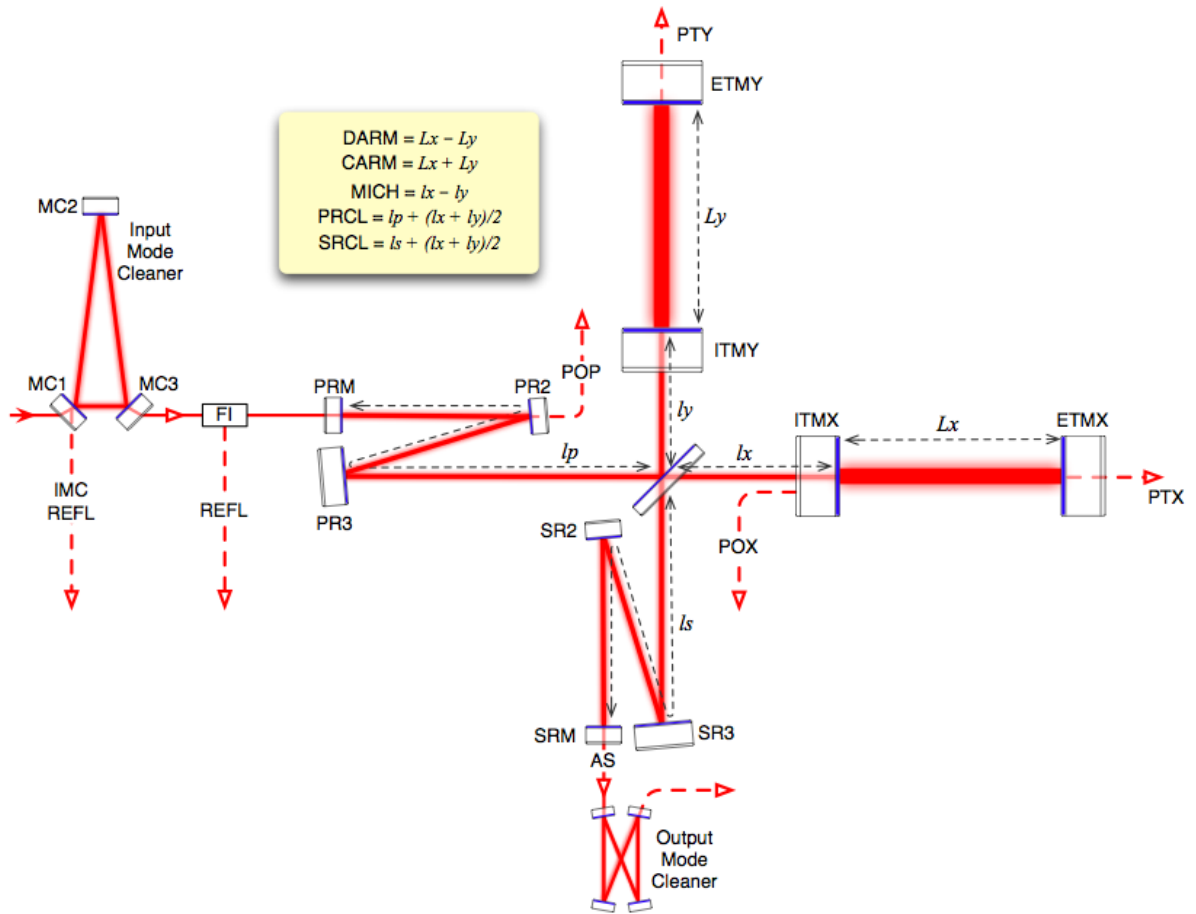 PTY
ETMY
DARM = Lx − Ly
CARM = Lx + Ly
MICH = lx − ly
PRCL = lp + (lx + ly)/2
SRCL = ls + (lx + ly)/2
MC2
Input
Mode
Cleaner
Ly
ITMY
POP
MC1
MC3
PRM
PR2
FI
ly
ITMX
Lx
ETMX
lp
lx
IMC
REFL
REFL
PR3
PTX
SR2
POX
ls
SRM
SR3
AS
Output
Mode
Cleaner